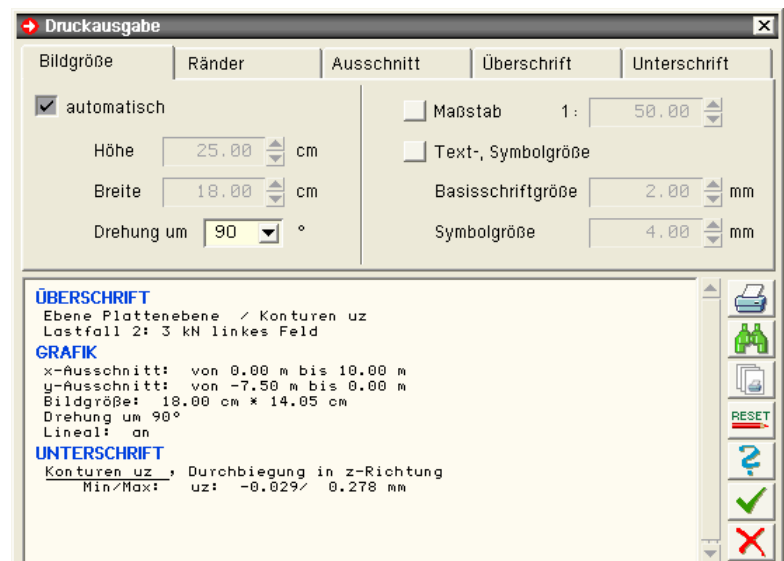 Druckausgabe
Bildgröße Ränder Ausschnitt Überschrift Unterschrift
automatisch
Höhe 25.00 cm
Breite 18.00 cm
Drehung um 90 °
Maßstab 1: 50.00
Text-, Symbolgröße
Basisschriftgröße 2.00 mm
Symbolgröße 4.00 mm
ÜBERSCHRIFT
Ebene Plattenebene / Konturen uz
Lastfall 2: 3 kN linkes Feld
GRAFIK
x-Ausschnitt: von 0.00 m bis 10.00 m
y-Ausschnitt: von -7.50 m bis 0.00 m
Bildgröße: 18.00 cm * 14.05 cm
Drehung um 90°
Lineal: an
UNTERSCHRIFT
Konturen uz , Durchbiegung in z-Richtung
Min/Max: uz: -0.029/ 0.278 mm
RESET